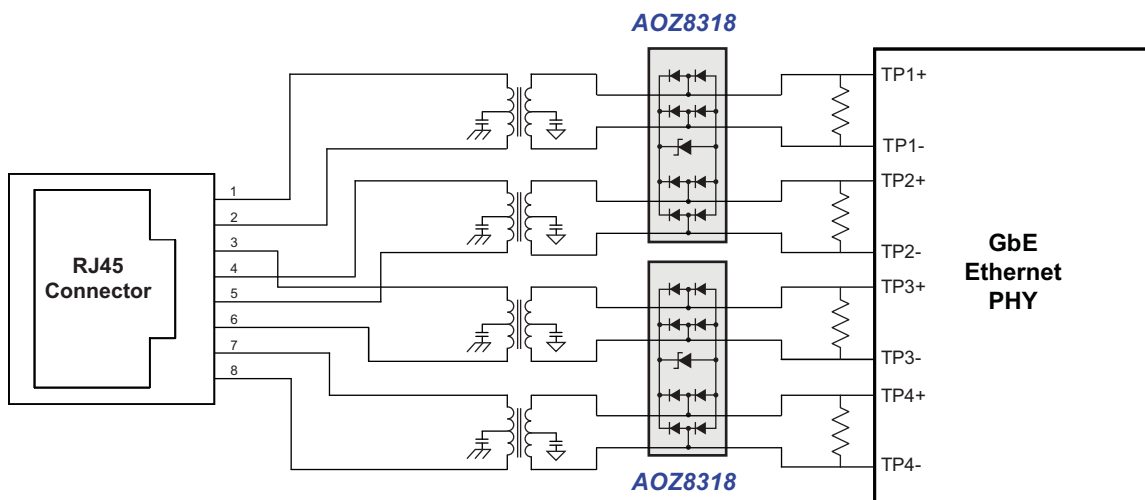 AOZ8318
TP1+
TP1-
TP2+
TP2-
TP3+
TP3-
TP4+
TP4-
GbE
Ethernet
PHY
RJ45
Connector
1
2
3
4
5
6
7
8
AOZ8318